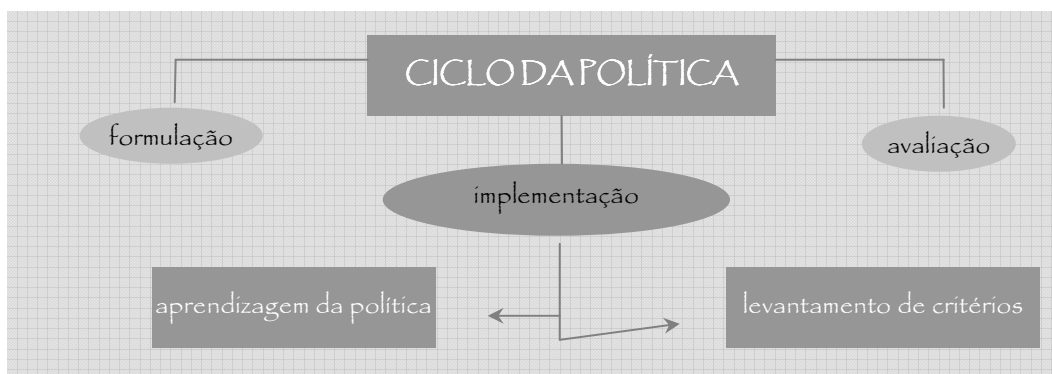 CICLO DA POLÍTICA
formulação
avaliação
implementação
aprendizagem da política
levantamento de critérios